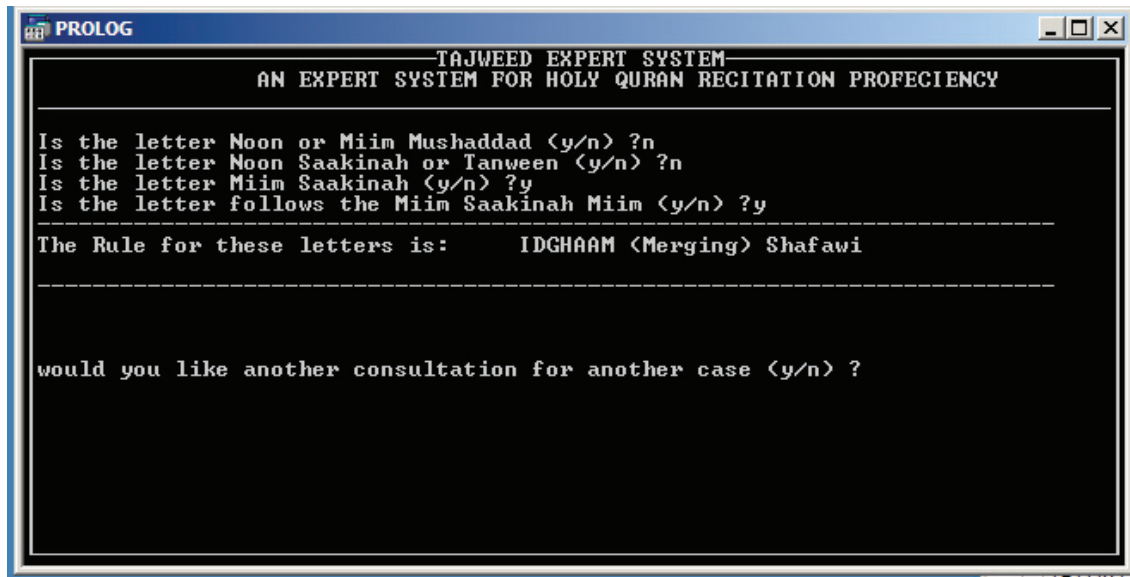 PROLOG
TAJWEED EXPERT SYSTEM
AN EXPERT SYSTEM FOR HOLY QURAN RECITATION PROFECIENCY
Is the letter Noon or Miim Mushaddad (y/n) ?n
Is the letter Noon Saakinah or Tanween (y/n) ?n
Is the letter Miim Saakinah (y/n) ?y
Is the letter follows the Miim Saakinah Miim (y/n) ?y
The Rule for these letters is: IDGHAAM (Merging) Shafawi
would you like another consultation for another case (y/n) ?